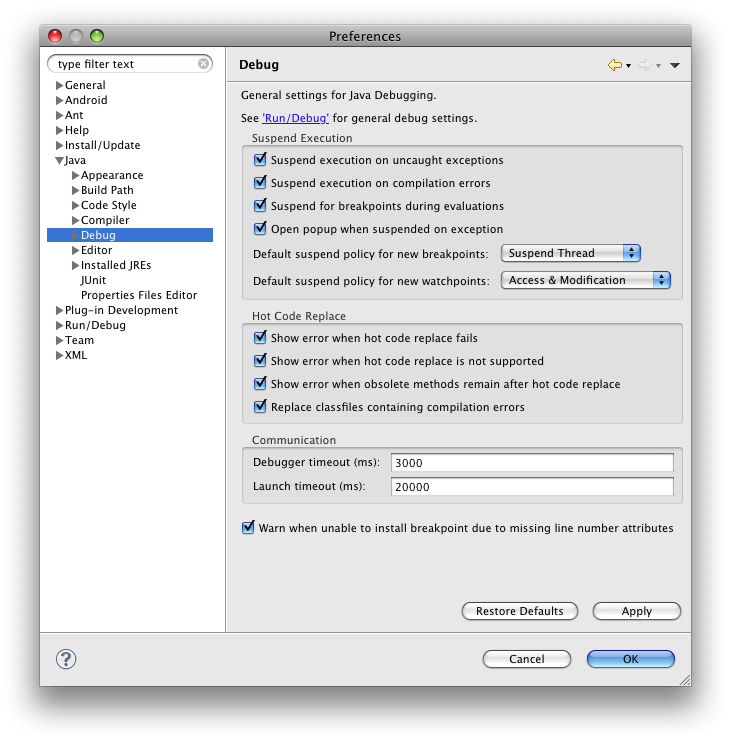 Preferences
type filter text
General
Android
Ant
Help
Install/Update
Java
Appearance
Build Path
Code Style
Compiler
Debug
Editor
Installed JREs
JUnit
Properties Files Editor
Plug-in Development
Run/Debug
Team
XML
Debug
General settings for Java Debugging.
See 'Run/Debug' for general debug settings.
Suspend Execution
Suspend execution on uncaught exceptions
Suspend execution on compilation errors
Suspend for breakpoints during evaluations
Open popup when suspended on exception
Default suspend policy for new breakpoints: Suspend Thread
Default suspend policy for new watchpoints: Access & Modification
Hot Code Replace
Show error when hot code replace fails
Show error when hot code replace is not supported
Show error when obsolete methods remain after hot code replace
Replace classfiles containing compilation errors
Communication
Debugger timeout (ms): 3000
Launch timeout (ms): 20000
Warn when unable to install breakpoint due to missing line number attributes
Restore Defaults Apply
? Cancel OK